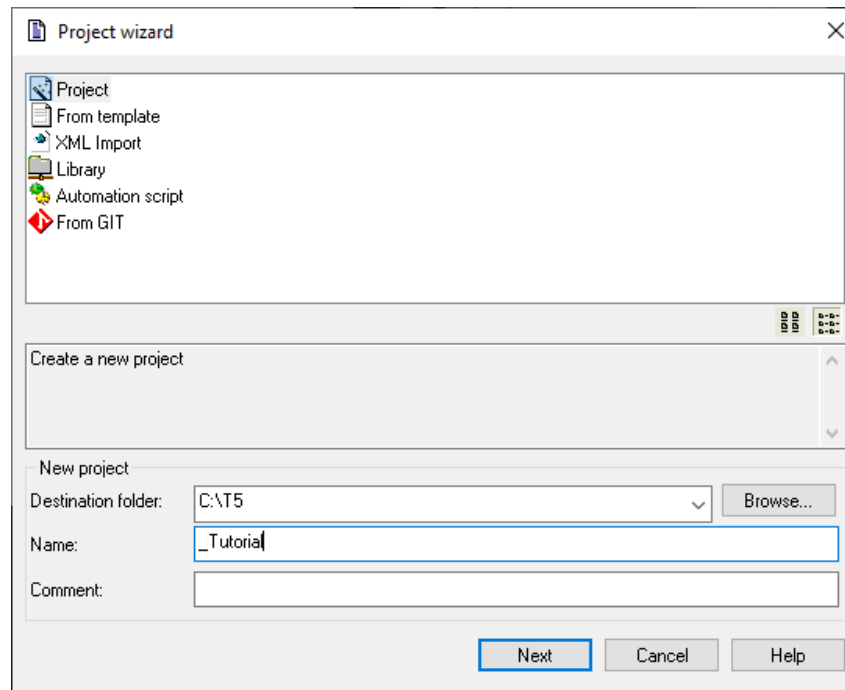 Project wizard
Project
From template
XML Import
Library
Automation script
From GIT
Create a new project
New project
Destination folder: C:\T5 Browse...
Name: _Tutorial
Comment:
Next Cancel Help